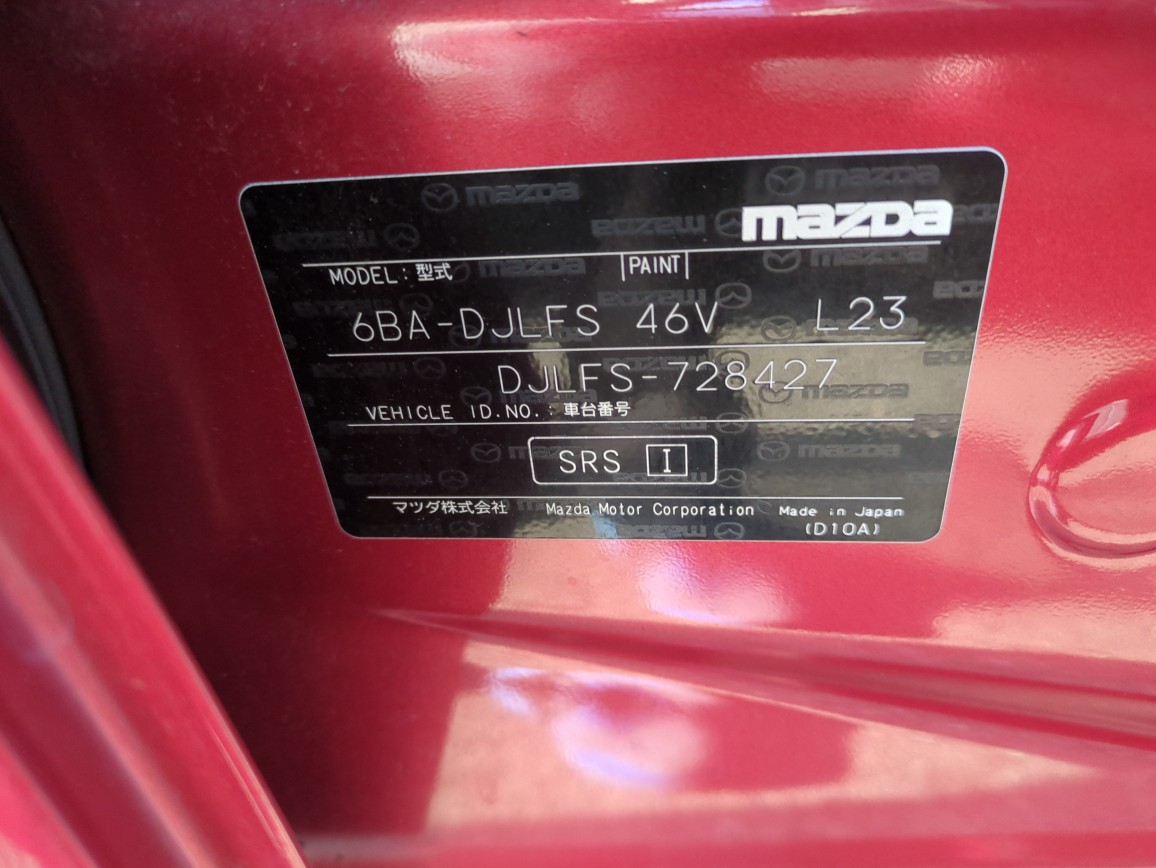 mazda
MODEL:型式 PAINT
6BA-DJLFS 46V L23
DJLFS-728427
VEHICLE ID.NO.:車台番号
SRS I
マツダ株式会社 Mazda Motor Corporation Made in Japan
(D10A)